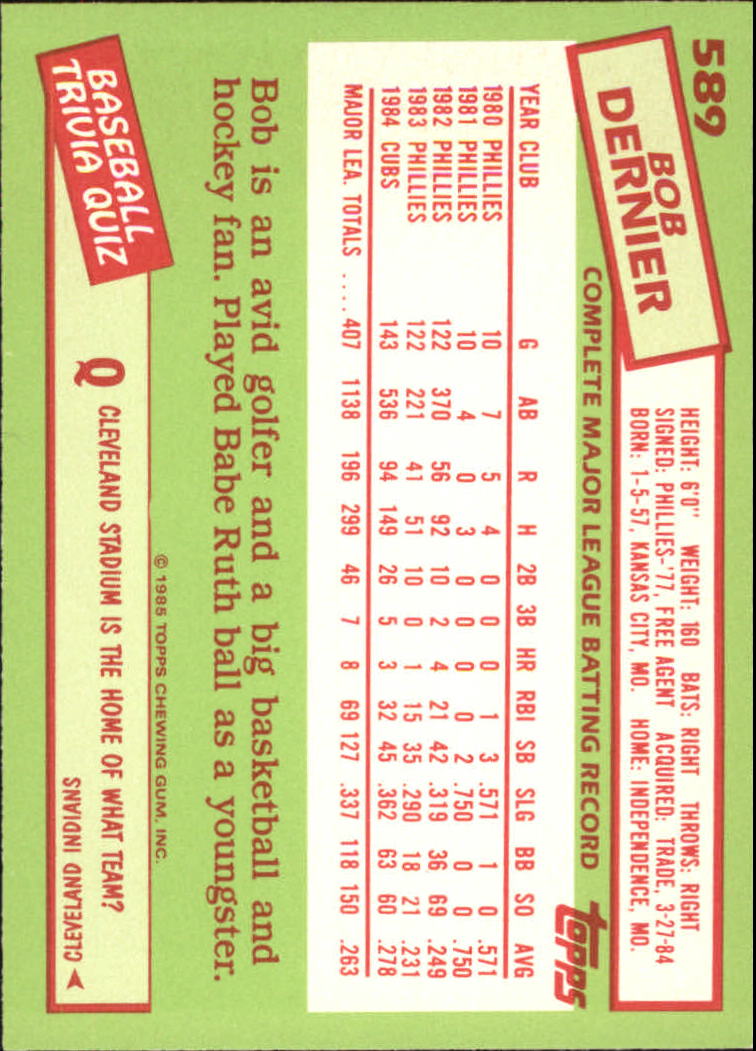 589
BOB
DERNIER
HEIGHT: 6'0" WEIGHT: 160 BATS: RIGHT THROWS: RIGHT
SIGNED: PHILLIES-'77, FREE AGENT ACQUIRED: TRADE, 3-27-84
BORN: 1-5-57, KANSAS CITY, MO. HOME: INDEPENDENCE, MO.
COMPLETE MAJOR LEAGUE BATTING RECORD
topps
YEAR CLUB G AB R H 2B 3B HR RBI SB SLG BB SO AVG
1980 PHILLIES 10 7 5 4 0 0 0 1 3 .571 1 0 .571
1981 PHILLIES 10 4 0 3 0 0 0 0 2 .750 0 0 .750
1982 PHILLIES 122 370 56 92 10 2 4 21 42 .319 36 69 .249
1983 PHILLIES 122 221 41 51 10 0 1 15 35 .290 18 21 .231
1984 CUBS 143 536 94 149 26 5 3 32 45 .362 63 60 .278
MAJOR LEA. TOTALS .... 407 1138 196 299 46 7 8 69 127 .337 118 150 .263
Bob is an avid golfer and a big basketball and
hockey fan. Played Babe Ruth ball as a youngster.
© 1985 TOPPS CHEWING GUM, INC.
BASEBALL
TRIVIA QUIZ
Q CLEVELAND STADIUM IS THE HOME OF WHAT TEAM?
CLEVELAND INDIANS